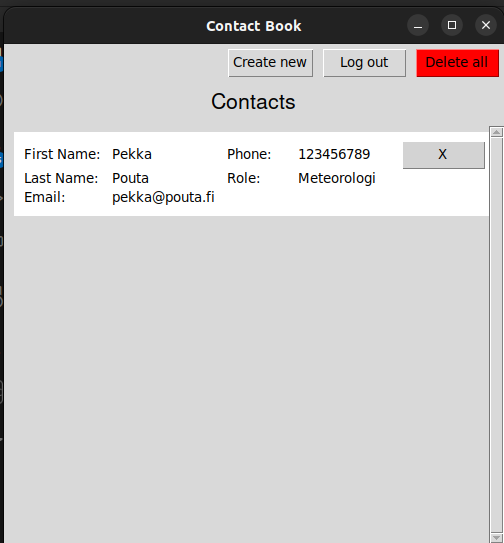 Contact Book
Create new Log out Delete all
Contacts
First Name: Pekka Phone: 123456789 X
Last Name: Pouta Role: Meteorologi
Email: pekka@pouta.fi